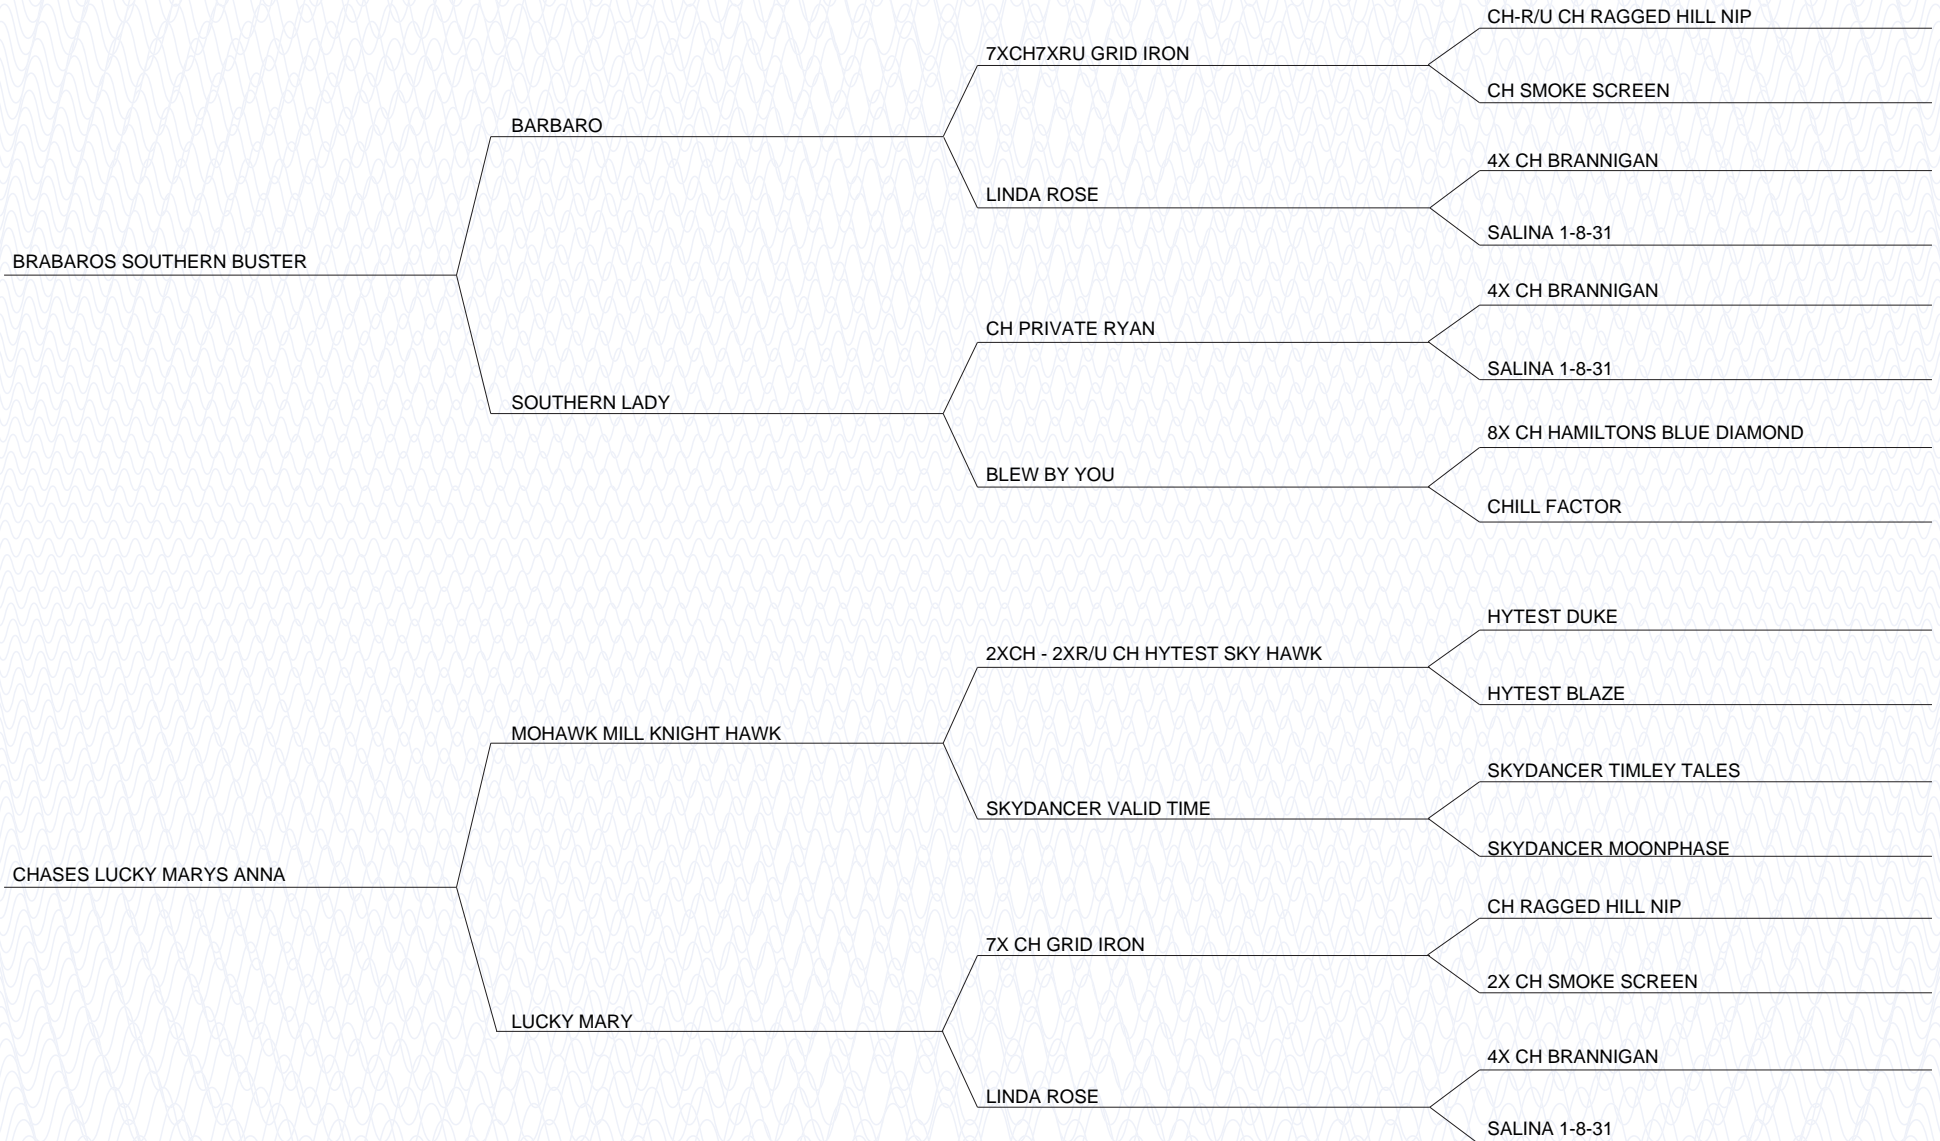 CH-R/U CH RAGGED HILL NIP
7XCH7XRU GRID IRON
CH SMOKE SCREEN
BARBARO
4X CH BRANNIGAN
LINDA ROSE
SALINA 1-8-31
BRABAROS SOUTHERN BUSTER
4X CH BRANNIGAN
CH PRIVATE RYAN
SALINA 1-8-31
SOUTHERN LADY
8X CH HAMILTONS BLUE DIAMOND
BLEW BY YOU
CHILL FACTOR
HYTEST DUKE
2XCH - 2XR/U CH HYTEST SKY HAWK
HYTEST BLAZE
MOHAWK MILL KNIGHT HAWK
SKYDANCER TIMLEY TALES
SKYDANCER VALID TIME
SKYDANCER MOONPHASE
CHASES LUCKY MARYS ANNA
CH RAGGED HILL NIP
7X CH GRID IRON
2X CH SMOKE SCREEN
LUCKY MARY
4X CH BRANNIGAN
LINDA ROSE
SALINA 1-8-31